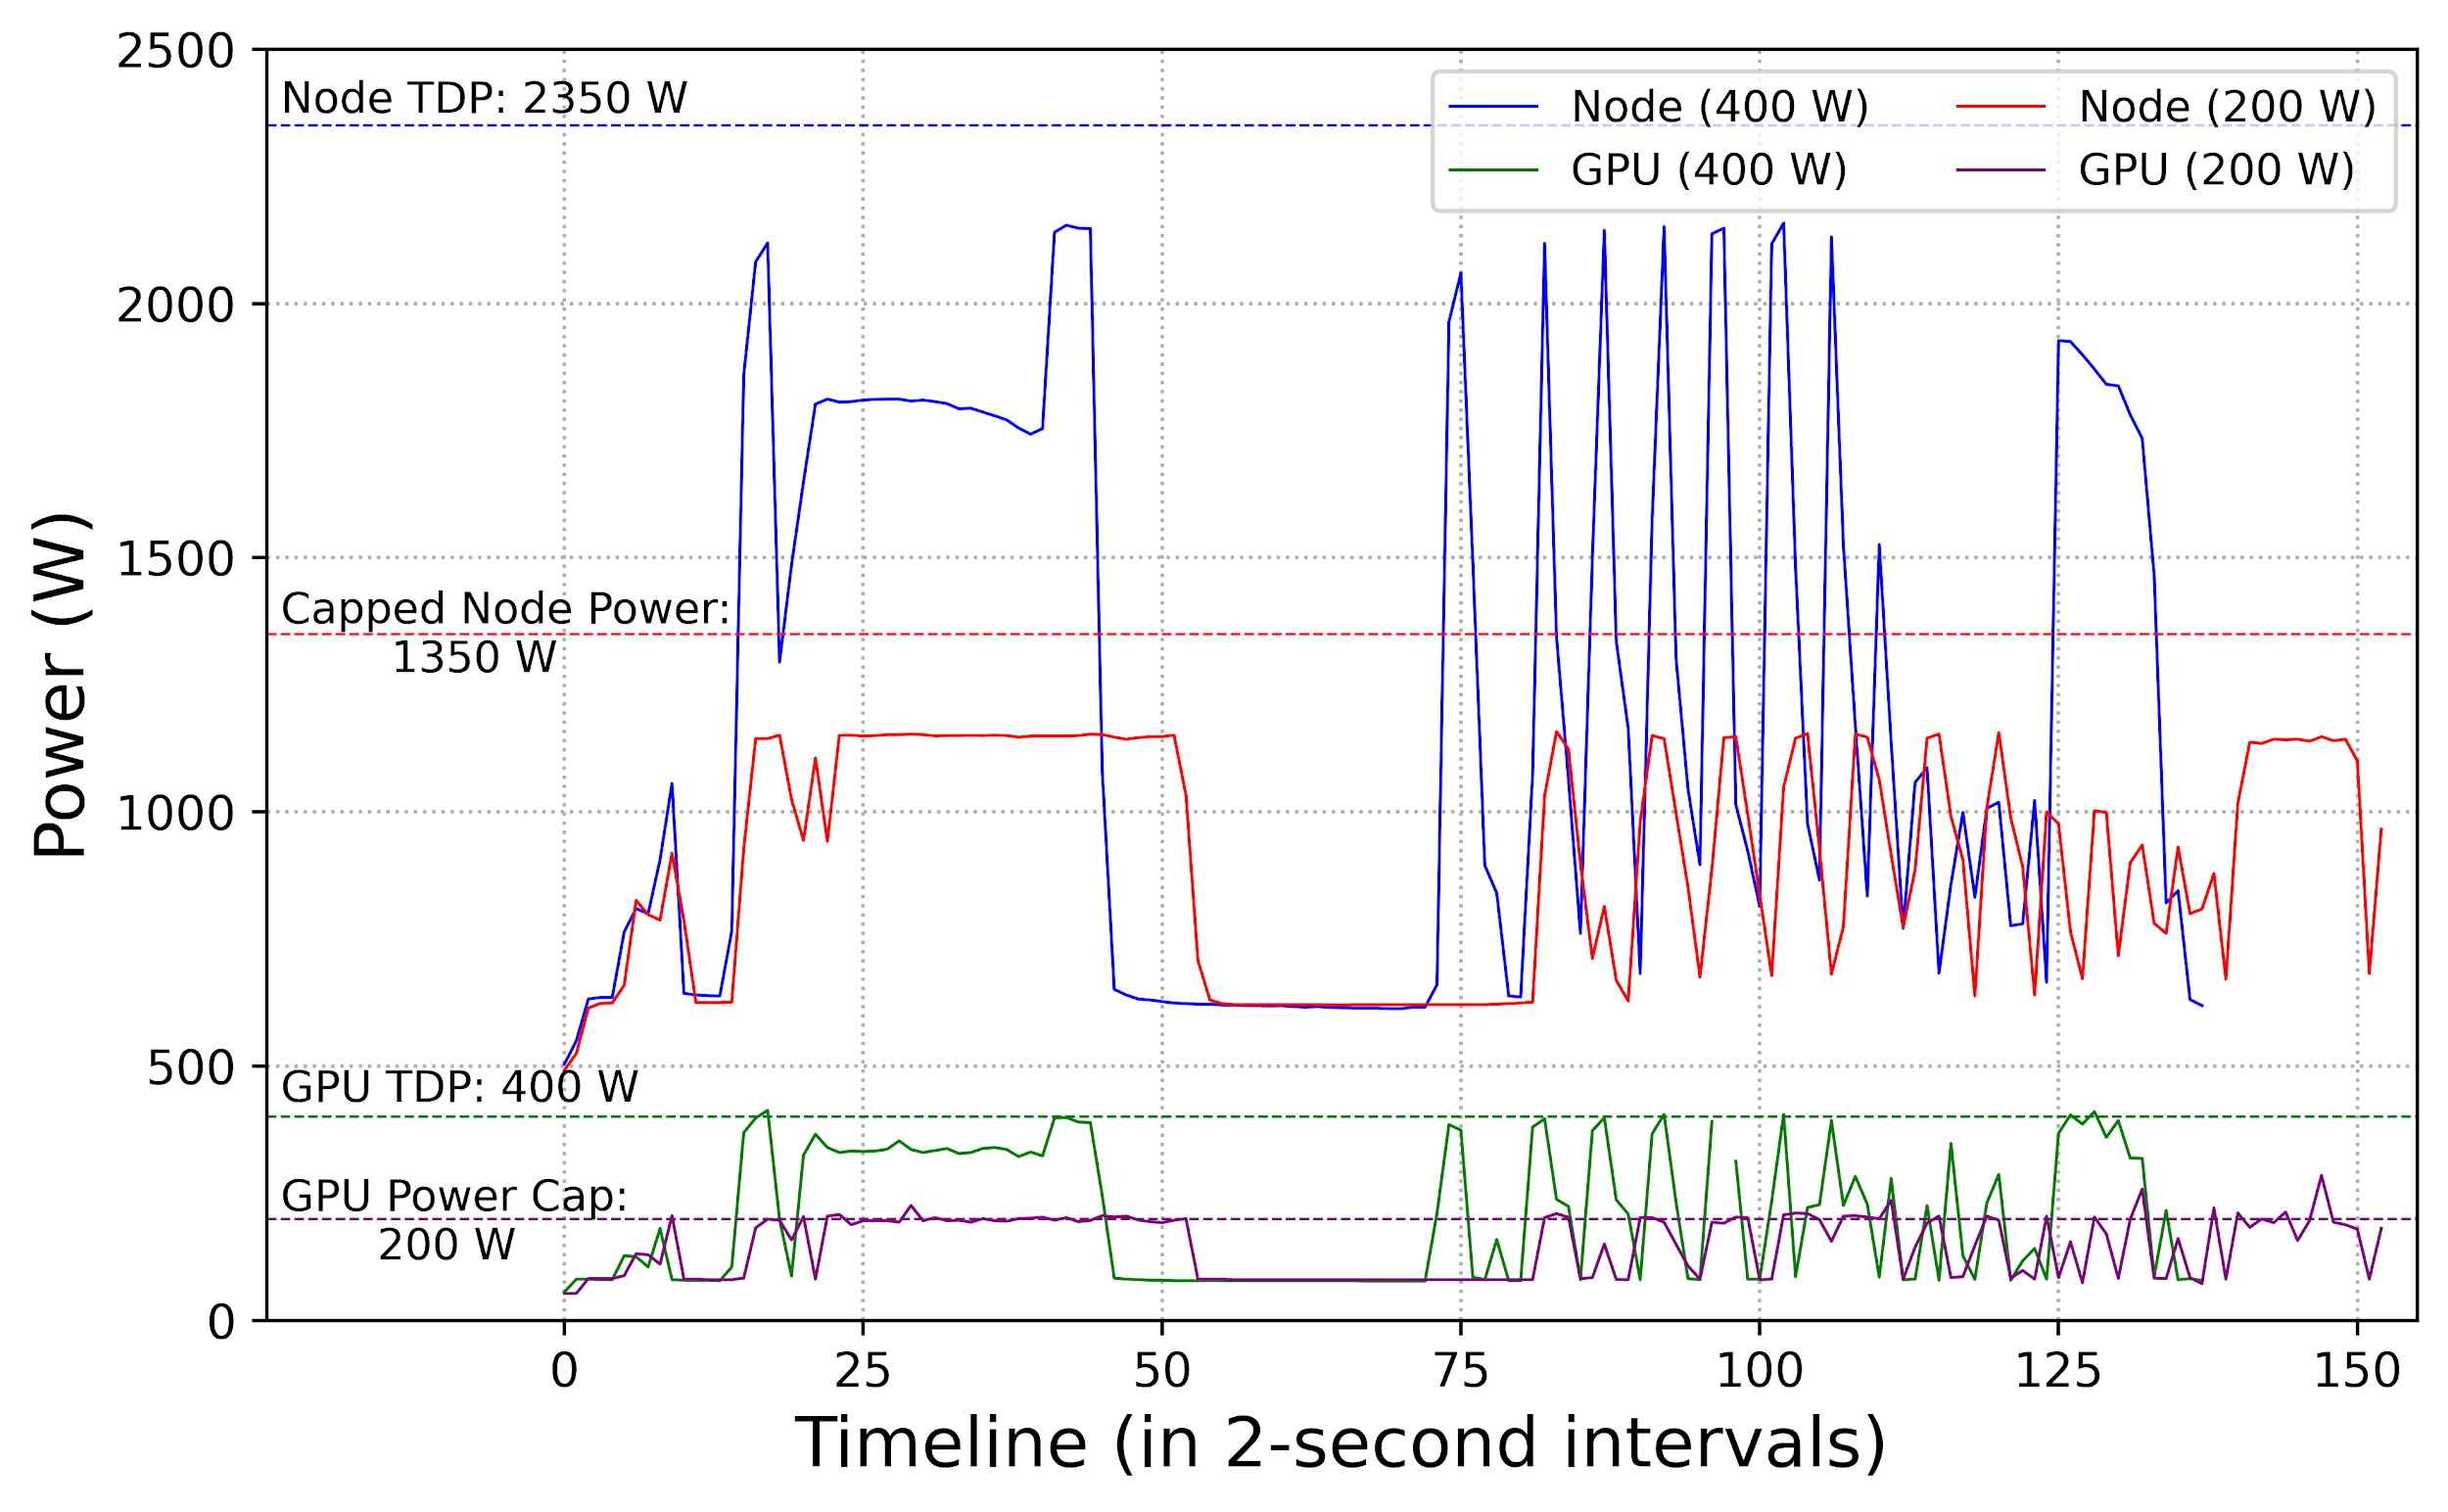 2500
Node TDP: 2350 W
Node (400 W)
Node (200 W)
GPU (400 W)
GPU (200 W)
2000
1500
Capped Node Power:
1350 W
1000
500
GPU TDP: 400 W
GPU Power Cap:
200 W
0
Power (W)
0 25 50 75 100 125 150
Timeline (in 2-second intervals)